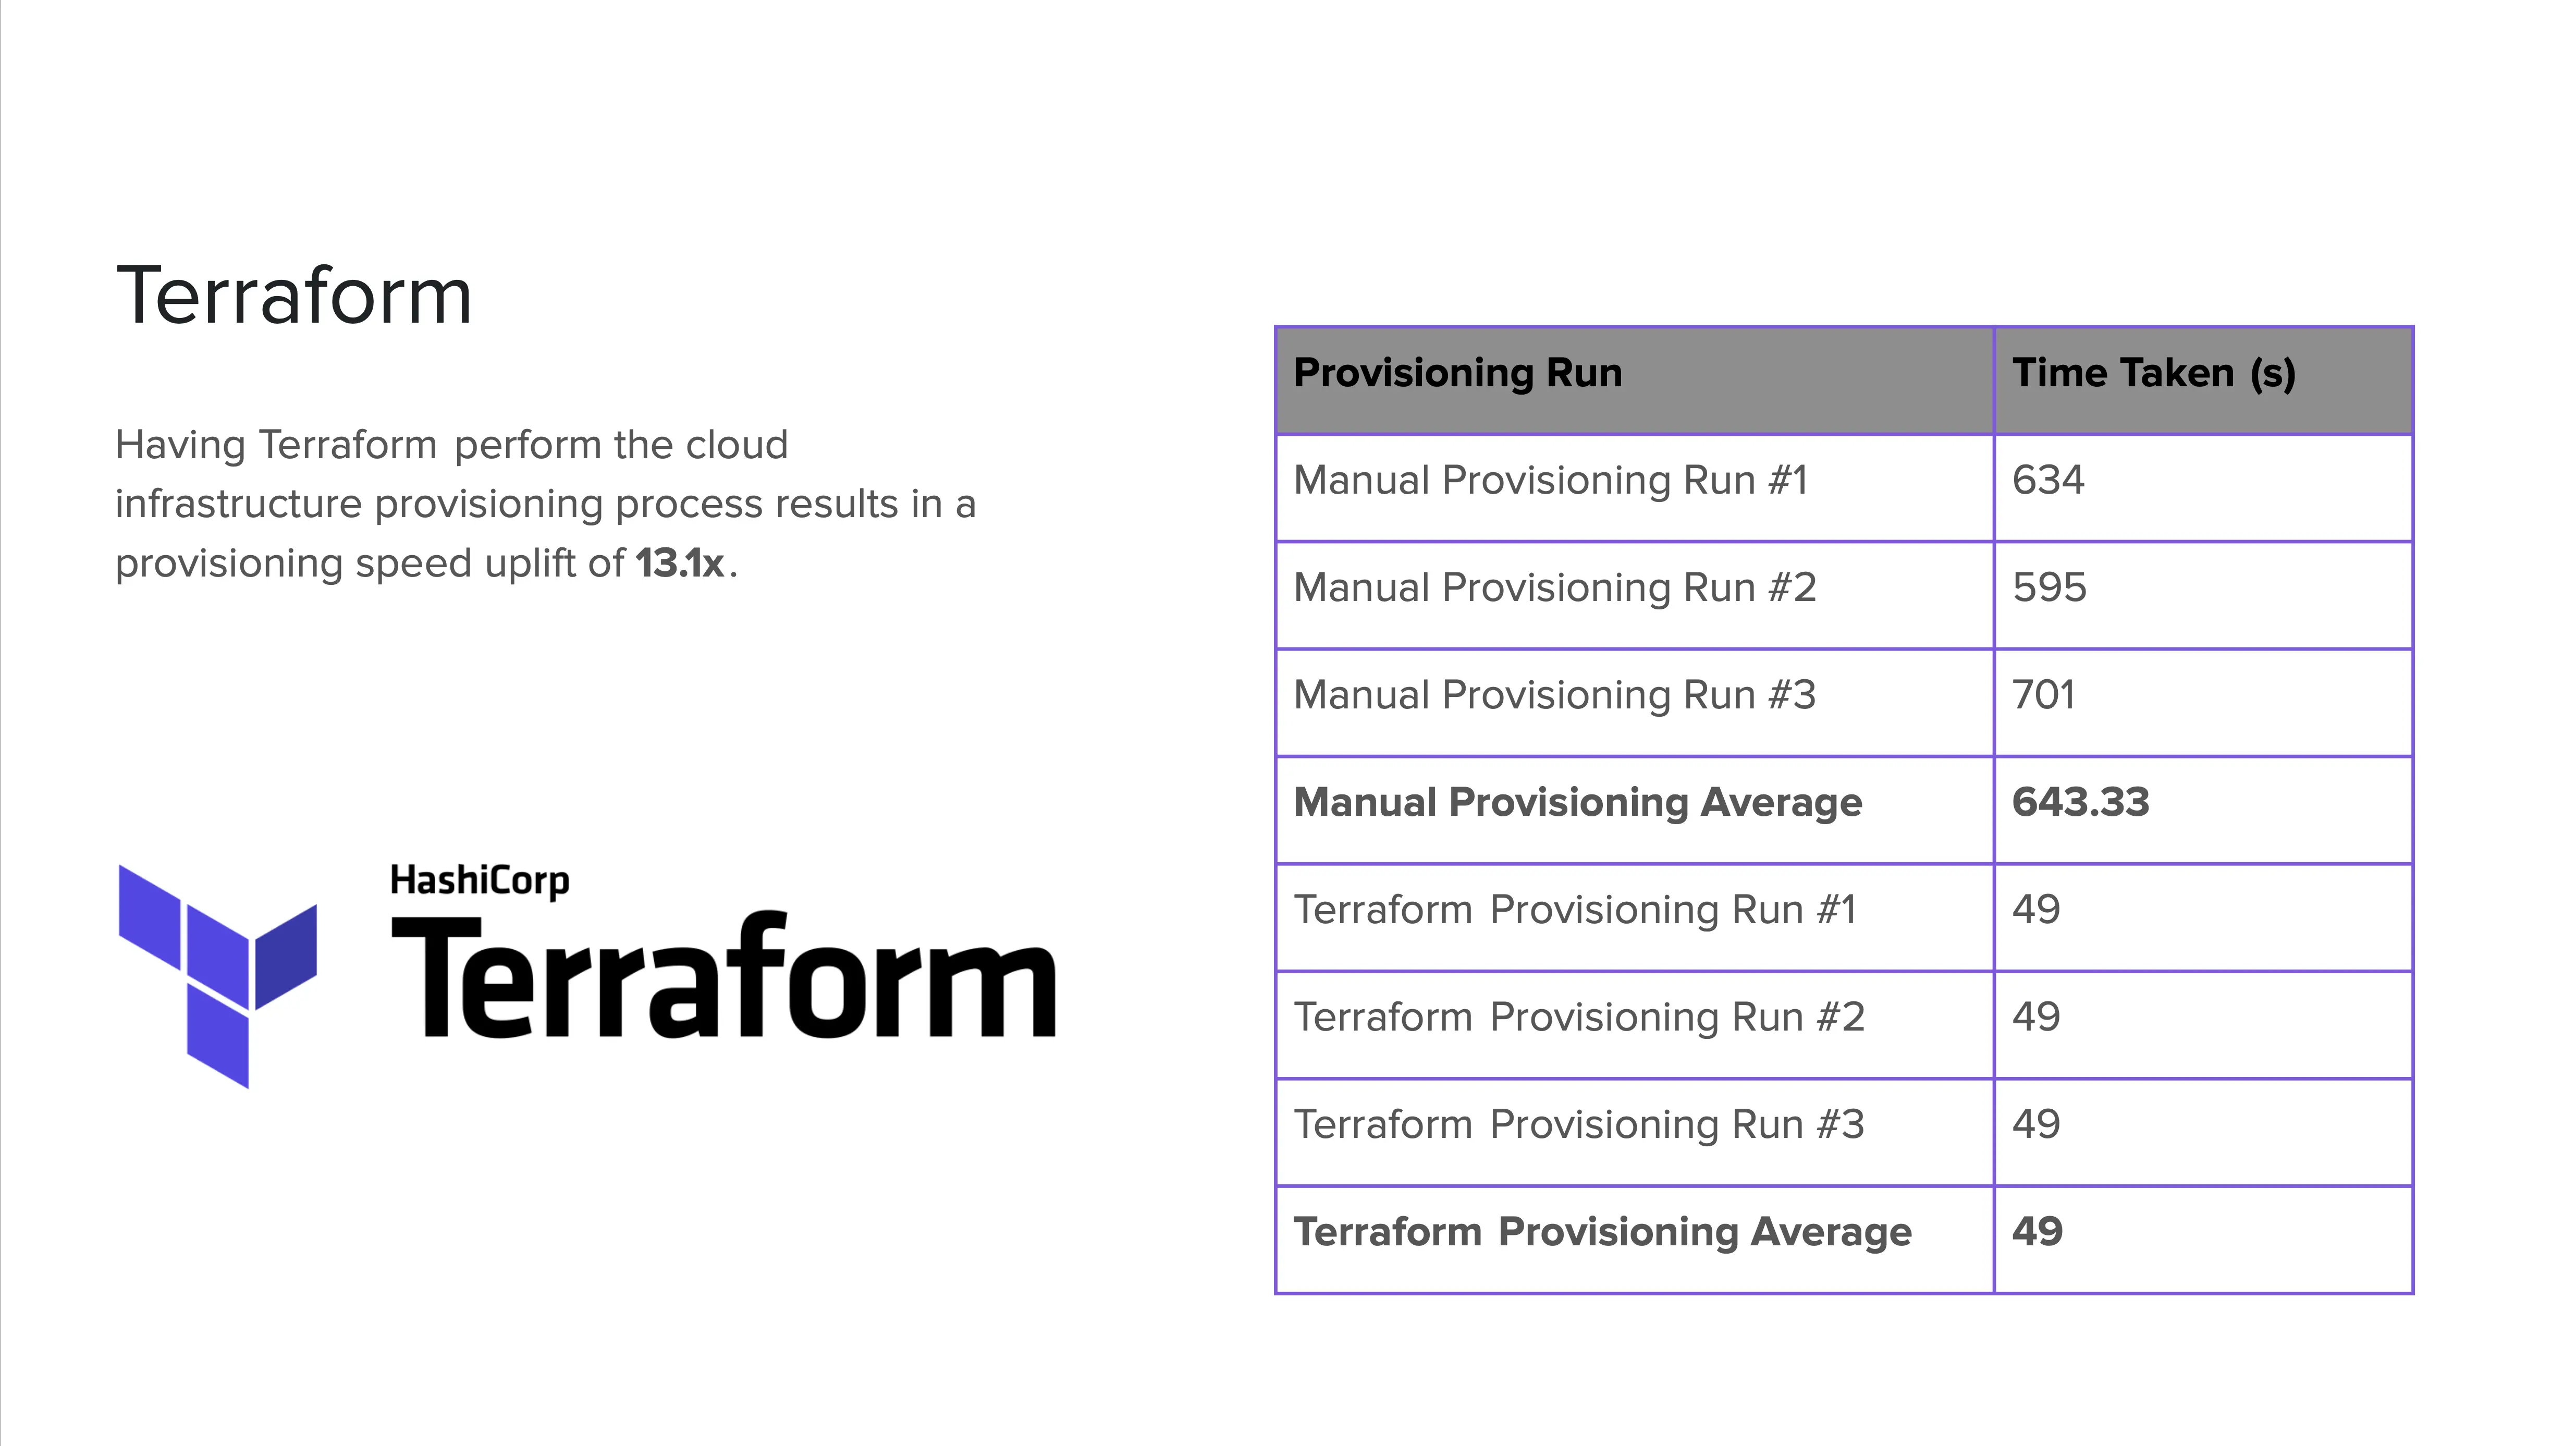 Terraform
Having Terraform perform the cloud
infrastructure provisioning process results in a
provisioning speed uplift of 13.1x.
HashiCorp
Terraform
Provisioning Run Time Taken (s)
Manual Provisioning Run #1 634
Manual Provisioning Run #2 595
Manual Provisioning Run #3 701
Manual Provisioning Average 643.33
Terraform Provisioning Run #1 49
Terraform Provisioning Run #2 49
Terraform Provisioning Run #3 49
Terraform Provisioning Average 49